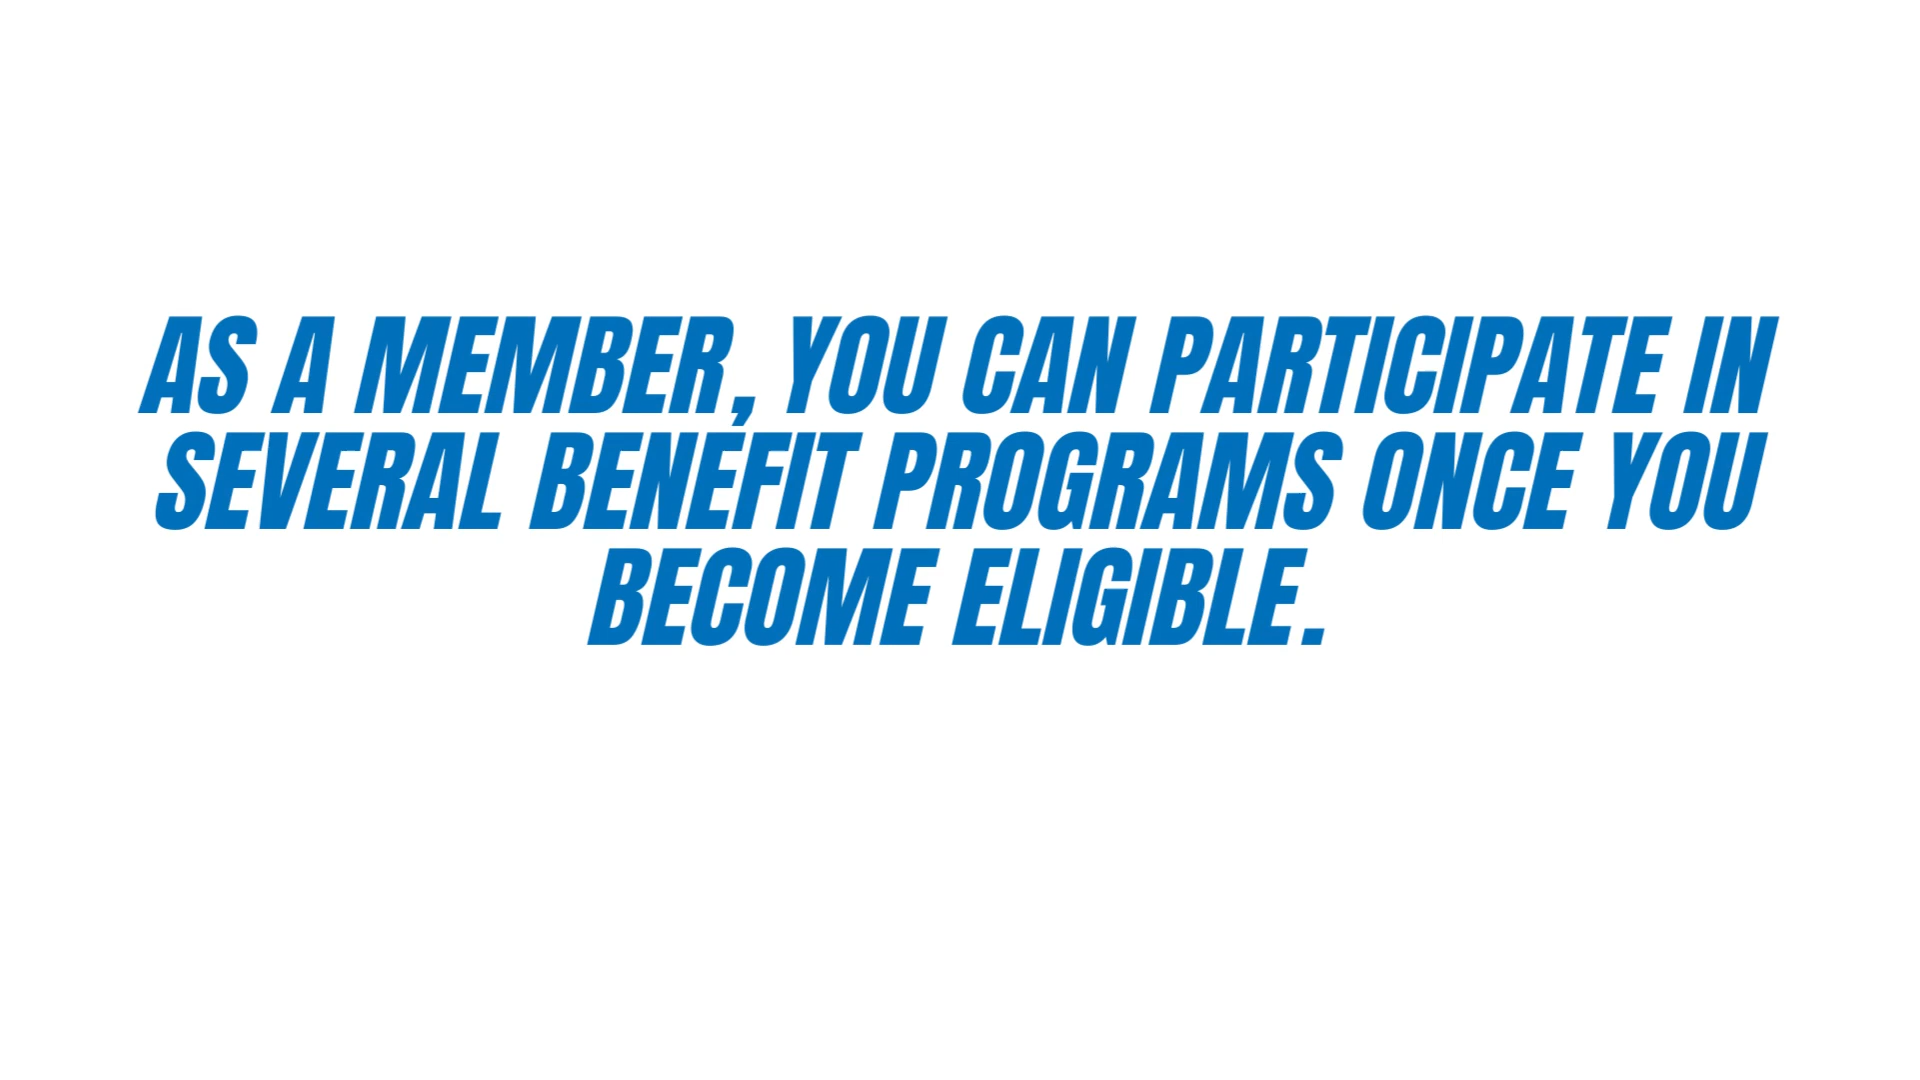 AS A MEMBER, YOU CAN PARTICIPATE IN
SEVERAL BENEFIT PROGRAMS ONCE YOU
BECOME ELIGIBLE.